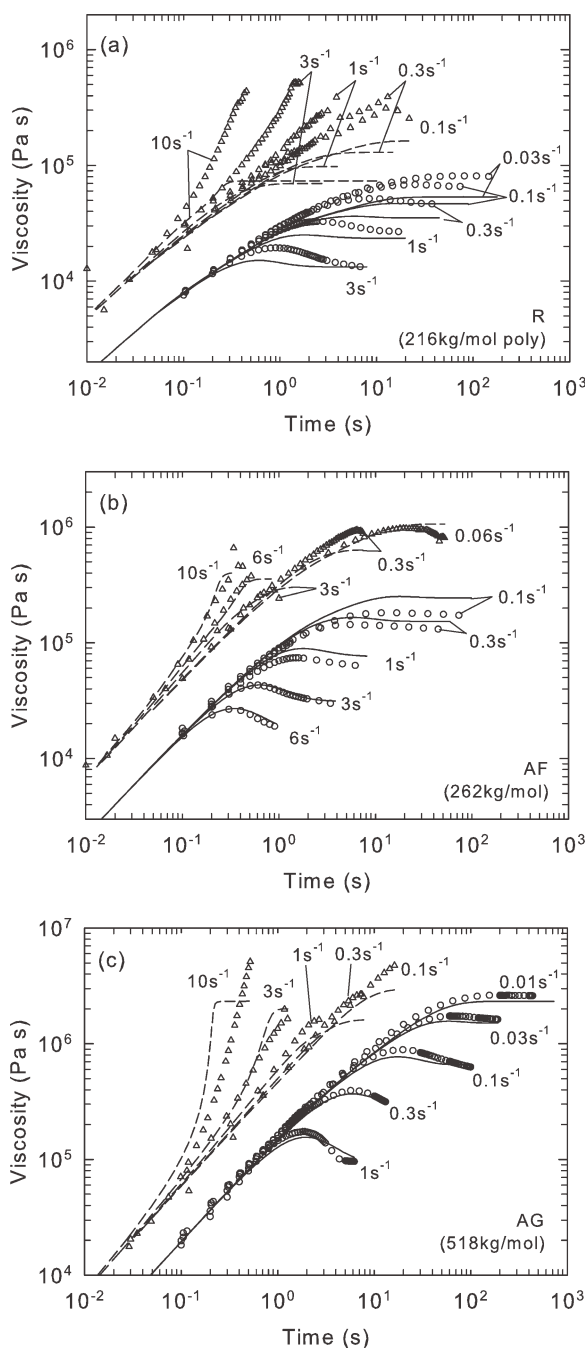 (a)
3s⁻¹
1s⁻¹
0.3s⁻¹
10s⁻¹
0.1s⁻¹
0.03s⁻¹
0.1s⁻¹
0.3s⁻¹
1s⁻¹
3s⁻¹
R
(216kg/mol poly)
10⁶
10⁵
10⁴
Viscosity (Pa s)
10⁻² 10⁻¹ 10⁰ 10¹ 10² 10³
Time (s)
(b)
10s⁻¹
6s⁻¹
0.06s⁻¹
0.3s⁻¹
3s⁻¹
0.1s⁻¹
0.3s⁻¹
1s⁻¹
3s⁻¹
6s⁻¹
AF
(262kg/mol)
10⁶
10⁵
10⁴
Viscosity (Pa s)
10⁻² 10⁻¹ 10⁰ 10¹ 10² 10³
Time (s)
(c)
10s⁻¹
3s⁻¹
1s⁻¹
0.3s⁻¹
0.1s⁻¹
0.01s⁻¹
0.03s⁻¹
0.1s⁻¹
0.3s⁻¹
1s⁻¹
AG
(518kg/mol)
10⁷
10⁶
10⁵
10⁴
Viscosity (Pa s)
10⁻² 10⁻¹ 10⁰ 10¹ 10² 10³
Time (s)